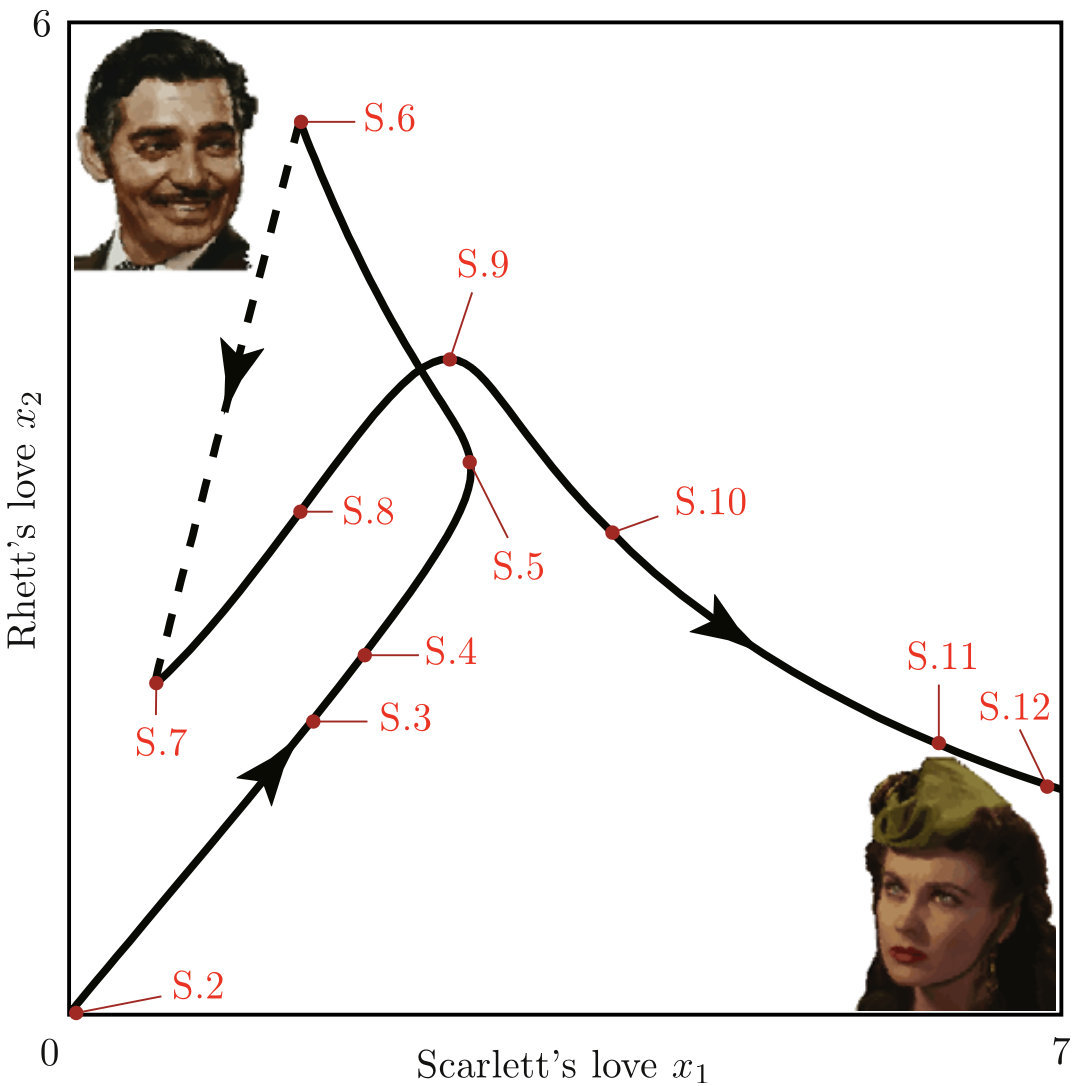 6
S.6
S.9
S.8
S.10
S.5
S.4
S.11
S.3
S.12
S.7
S.2
Rhett's love x₂
0
Scarlett's love x₁
7